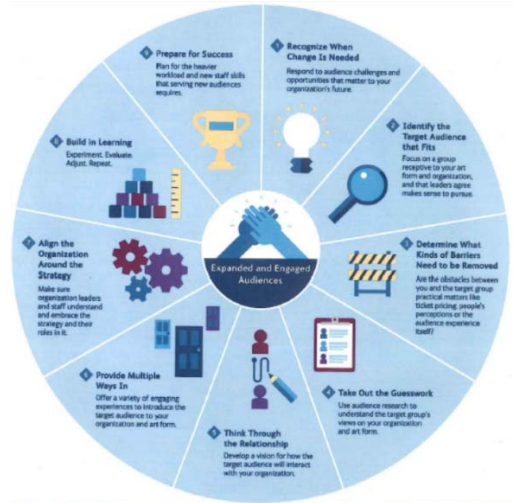 1 Recognize When
Change Is Needed
Respond to audience challenges and
opportunities that matter to your
organization's future.
2 Identify the
Target Audience
that Fits
Focus on a group
receptive to your art
form and organization,
and that leaders agree
makes sense to pursue.
3 Determine What
Kinds of Barriers
Need to be Removed
Are the obstacles between
you and the target group
practical matters like
ticket pricing, people's
perceptions or the
audience experience
itself?
4 Take Out the Guesswork
Use audience research to
understand the target group's
views on your organization
and art form.
5 Think Through
the Relationship
Develop a vision for how the
target audience will interact
with your organization.
6 Provide Multiple
Ways In
Offer a variety of engaging
experiences to introduce the
target audience to your
organization and art form.
7 Align the
Organization
Around the
Strategy
Make sure
organization leaders
and staff understand
and embrace the
strategy and their
roles in it.
8 Build in Learning
Experiment. Evaluate.
Adjust. Repeat.
9 Prepare for Success
Plan for the heavier
workload and new staff skills
that serving new audiences
requires.
Expanded and Engaged
Audiences